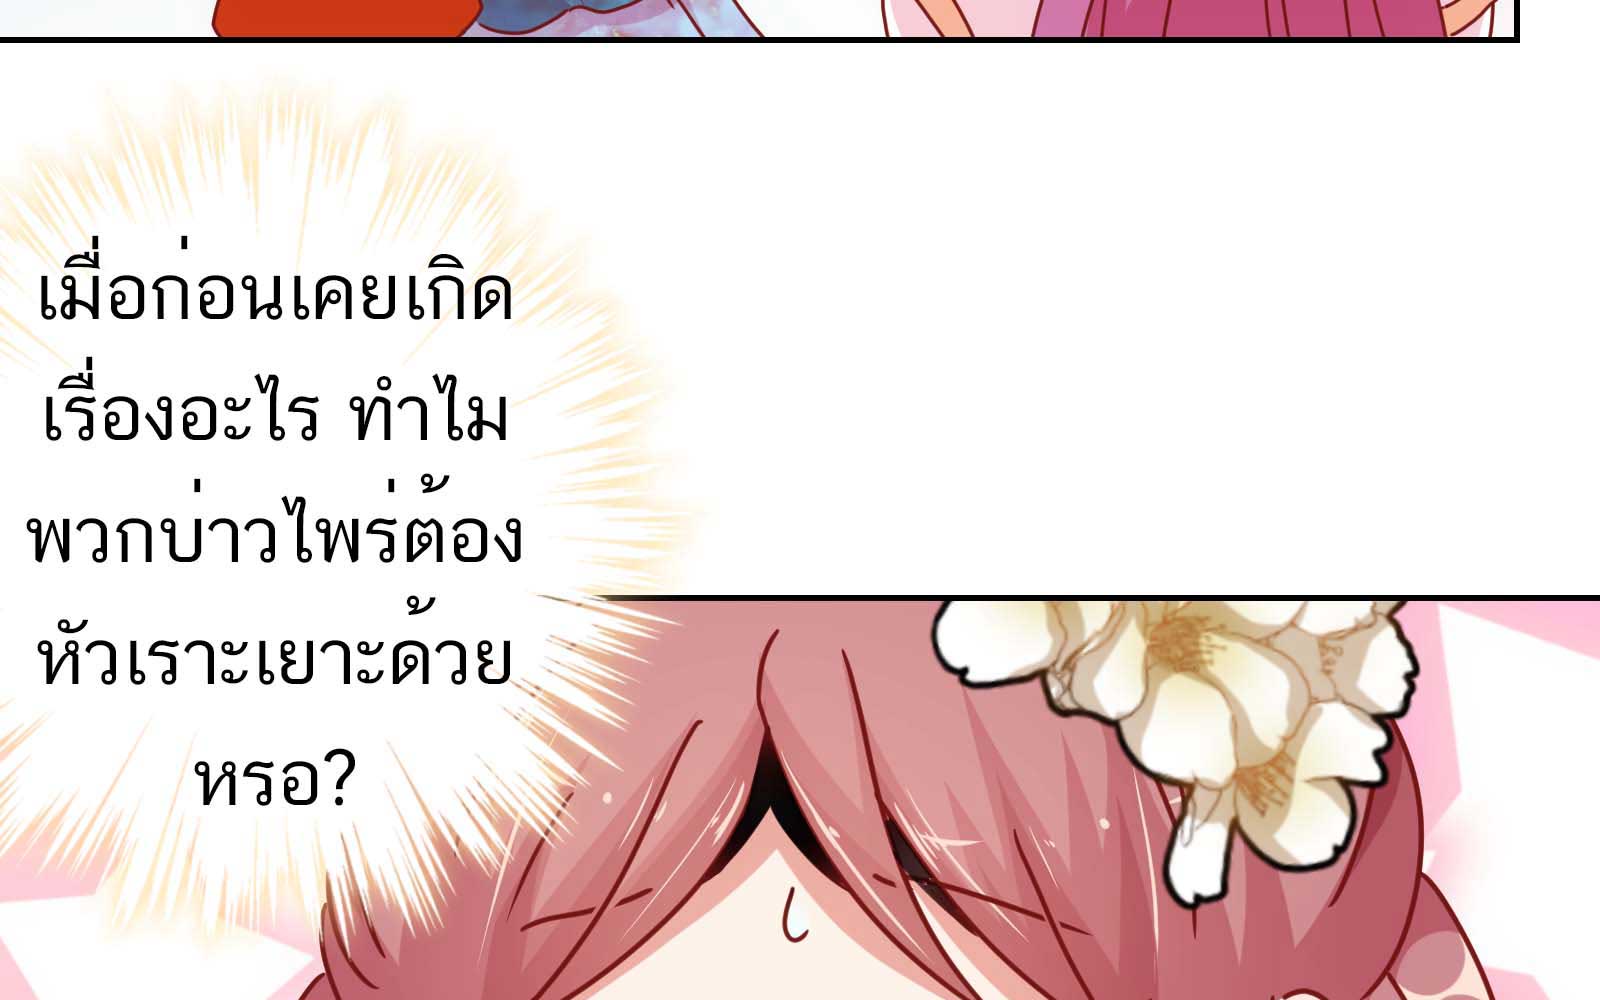 เมื่อก่อนเคยเกิด
เรื่องอะไร ทำไม
พวกบ่าวไพร่ต้อง
หัวเราะเยาะด้วย
หรอ?